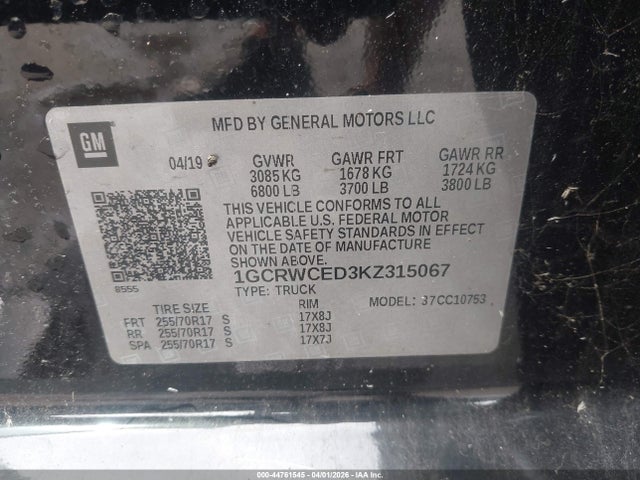 MFD BY GENERAL MOTORS LLC
GM
04/19 GVWR GAWR FRT GAWR RR
3085 KG 1678 KG 1724 KG
6800 LB 3700 LB 3800 LB
THIS VEHICLE CONFORMS TO ALL
APPLICABLE U.S. FEDERAL MOTOR
VEHICLE SAFETY STANDARDS IN EFFECT
ON THE DATE OF MANUFACTURE
SHOWN ABOVE.
1GCRWCED3KZ315067
8555
TYPE: TRUCK MODEL: 37CC10753
TIRE SIZE RIM
FRT 255/70R17 S 17X8J
RR 255/70R17 S 17X8J
SPA 255/70R17 S 17X7J
000-44761545 04/01/2026 IAAI.COM